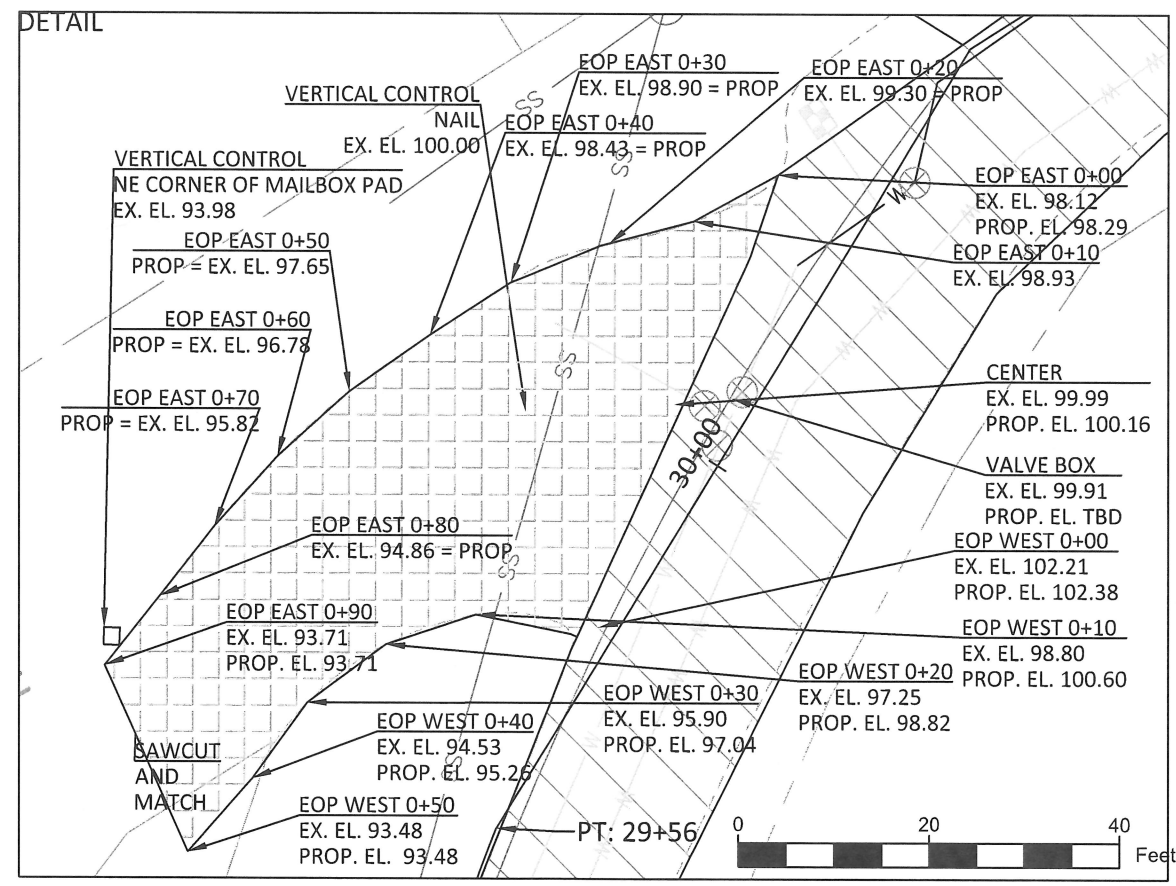 DETAIL
EOP EAST 0+30
EX. EL. 98.90 = PROP
EOP EAST 0+20
EX. EL. 99.30 = PROP
VERTICAL CONTROL
NAIL
EX. EL. 100.00
EOP EAST 0+40
EX. EL. 98.43 = PROP
VERTICAL CONTROL
NE CORNER OF MAILBOX PAD
EX. EL. 93.98
EOP EAST 0+00
EX. EL. 98.12
PROP. EL. 98.29
EOP EAST 0+50
PROP = EX. EL. 97.65
EOP EAST 0+10
EX. EL. 98.93
EOP EAST 0+60
PROP = EX. EL. 96.78
EOP EAST 0+70
PROP = EX. EL. 95.82
CENTER
EX. EL. 99.99
PROP. EL. 100.16
VALVE BOX
EX. EL. 99.91
PROP. EL. TBD
30+00
EOP EAST 0+80
EX. EL. 94.86 = PROP
EOP WEST 0+00
EX. EL. 102.21
PROP. EL. 102.38
EOP EAST 0+90
EX. EL. 93.71
PROP. EL. 93.71
EOP WEST 0+10
EX. EL. 98.80
PROP. EL. 100.60
EOP WEST 0+20
EX. EL. 97.25
PROP. EL. 98.82
EOP WEST 0+30
EX. EL. 95.90
PROP. EL. 97.04
EOP WEST 0+40
EX. EL. 94.53
PROP. EL. 95.26
SAWCUT
AND
MATCH
EOP WEST 0+50
EX. EL. 93.48
PROP. EL. 93.48
PT: 29+56
0 20 40
Feet
SS
SS
SS
SS
SS
W
W
W
W
W
W
W
W